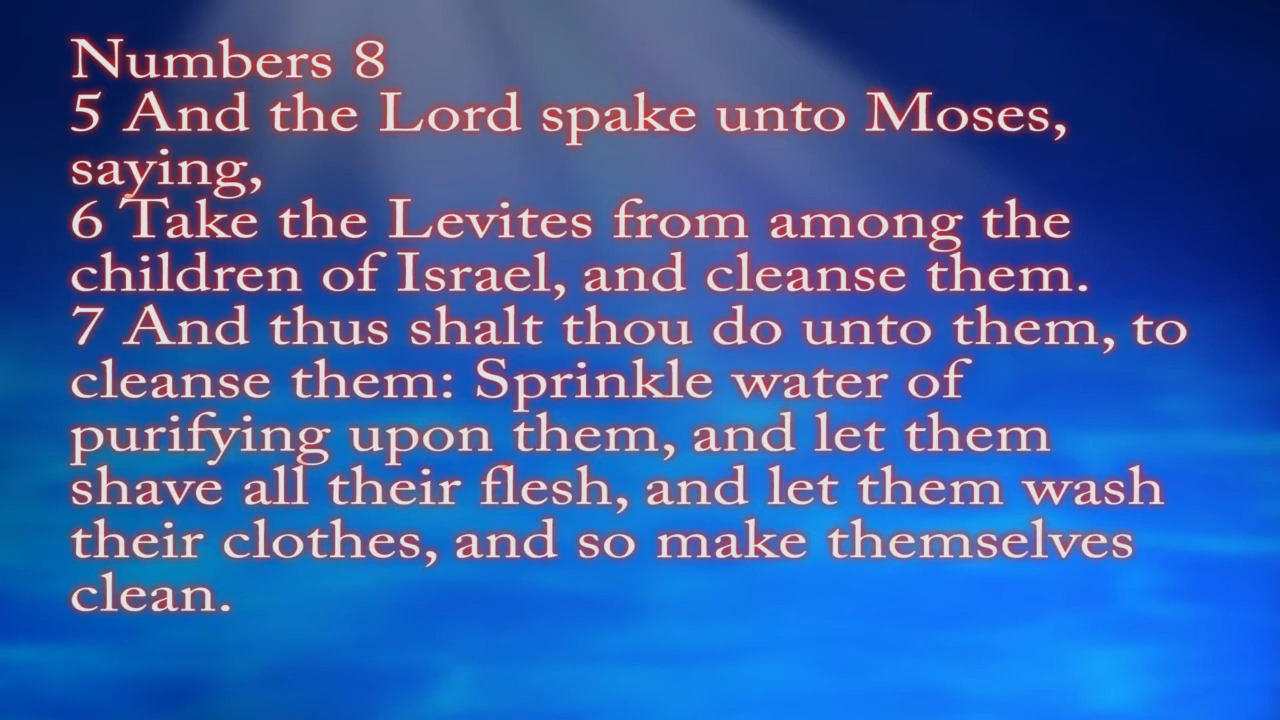 Numbers 8
5 And the Lord spake unto Moses,
saying,
6 Take the Levites from among the
children of Israel, and cleanse them.
7 And thus shalt thou do unto them, to
cleanse them: Sprinkle water of
purifying upon them, and let them
shave all their flesh, and let them wash
their clothes, and so make themselves
clean.